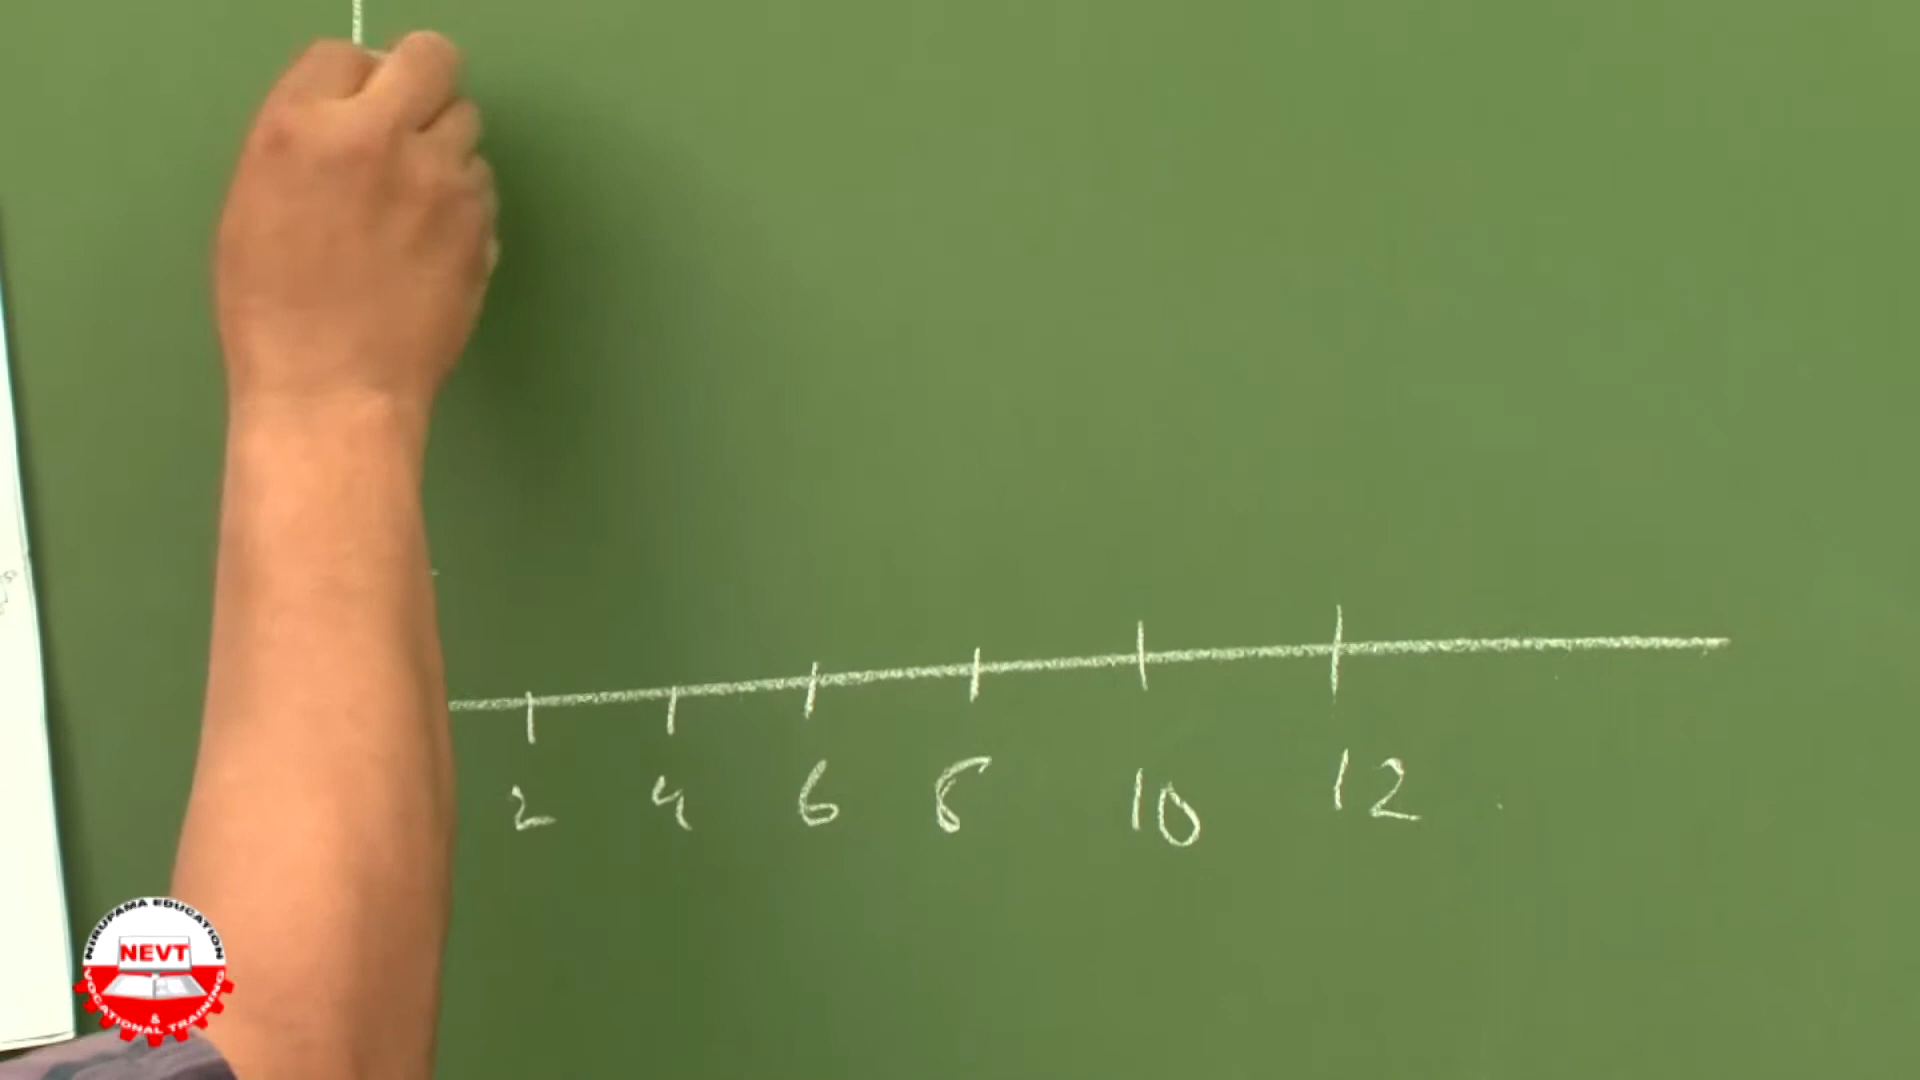 2 4 6 8 10 12
NIRUPAMA EDUCATION
NEVT
&
VOCATIONAL TRAINING